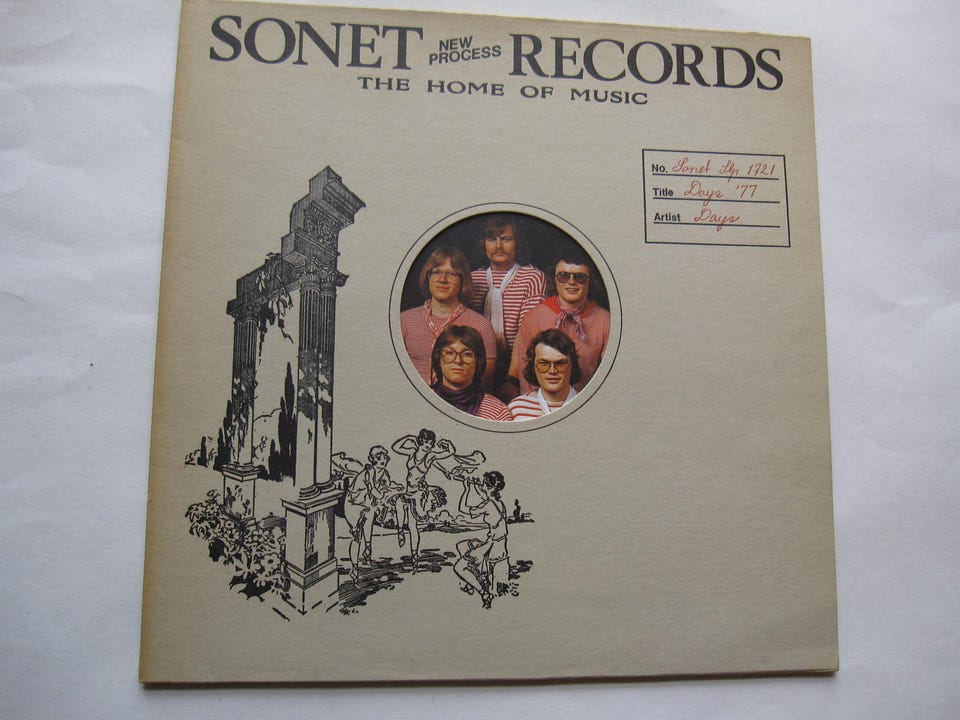 SONET NEW PROCESS RECORDS
THE HOME OF MUSIC
No. Sonet Slp 1721
Title Days '77
Artist Days